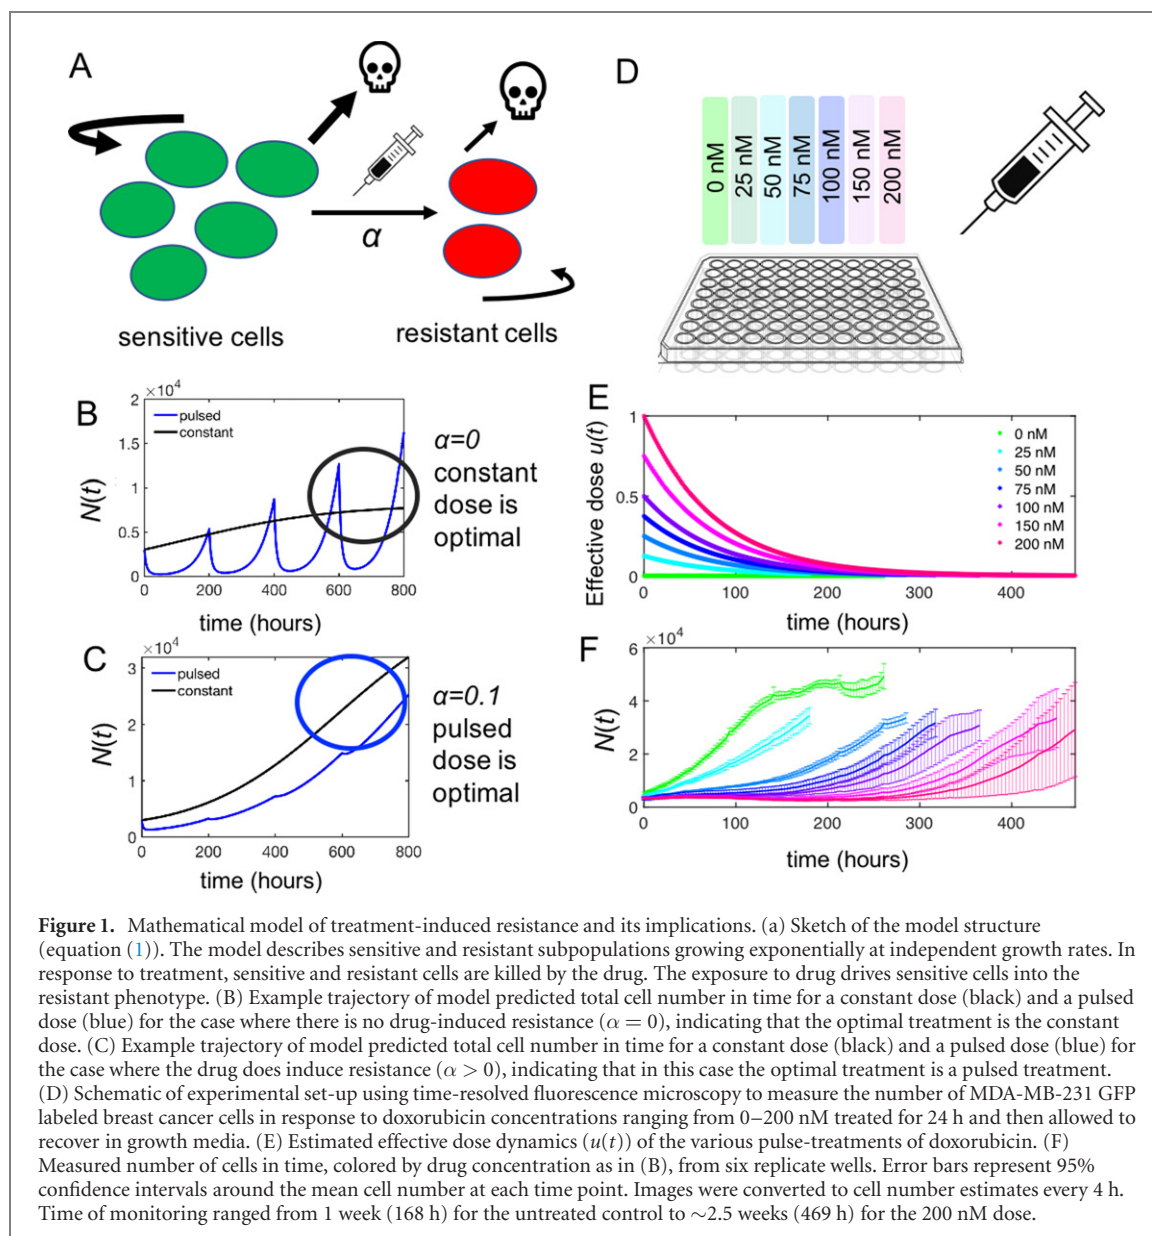 A
α
sensitive cells
resistant cells
D
0 nM
25 nM
50 nM
75 nM
100 nM
150 nM
200 nM
B
×10⁴
2
1.5
1
0.5
0
N(t)
pulsed
constant
0 200 400 600 800
time (hours)
α=0
constant
dose is
optimal
C
×10⁴
3
2
1
0
N(t)
pulsed
constant
0 200 400 600 800
time (hours)
α=0.1
pulsed
dose is
optimal
E
Effective dose u(t)
1
0.5
0
0 nM
25 nM
50 nM
75 nM
100 nM
150 nM
200 nM
0 100 200 300 400
time (hours)
F
×10⁴
6
4
2
0
N(t)
0 100 200 300 400
time (hours)
Figure 1. Mathematical model of treatment-induced resistance and its implications. (a) Sketch of the model structure
(equation (1)). The model describes sensitive and resistant subpopulations growing exponentially at independent growth rates. In
response to treatment, sensitive and resistant cells are killed by the drug. The exposure to drug drives sensitive cells into the
resistant phenotype. (B) Example trajectory of model predicted total cell number in time for a constant dose (black) and a pulsed
dose (blue) for the case where there is no drug-induced resistance (α = 0), indicating that the optimal treatment is the constant
dose. (C) Example trajectory of model predicted total cell number in time for a constant dose (black) and a pulsed dose (blue) for
the case where the drug does induce resistance (α > 0), indicating that in this case the optimal treatment is a pulsed treatment.
(D) Schematic of experimental set-up using time-resolved fluorescence microscopy to measure the number of MDA-MB-231 GFP
labeled breast cancer cells in response to doxorubicin concentrations ranging from 0–200 nM treated for 24 h and then allowed to
recover in growth media. (E) Estimated effective dose dynamics (u(t)) of the various pulse-treatments of doxorubicin. (F)
Measured number of cells in time, colored by drug concentration as in (B), from six replicate wells. Error bars represent 95%
confidence intervals around the mean cell number at each time point. Images were converted to cell number estimates every 4 h.
Time of monitoring ranged from 1 week (168 h) for the untreated control to ∼2.5 weeks (469 h) for the 200 nM dose.